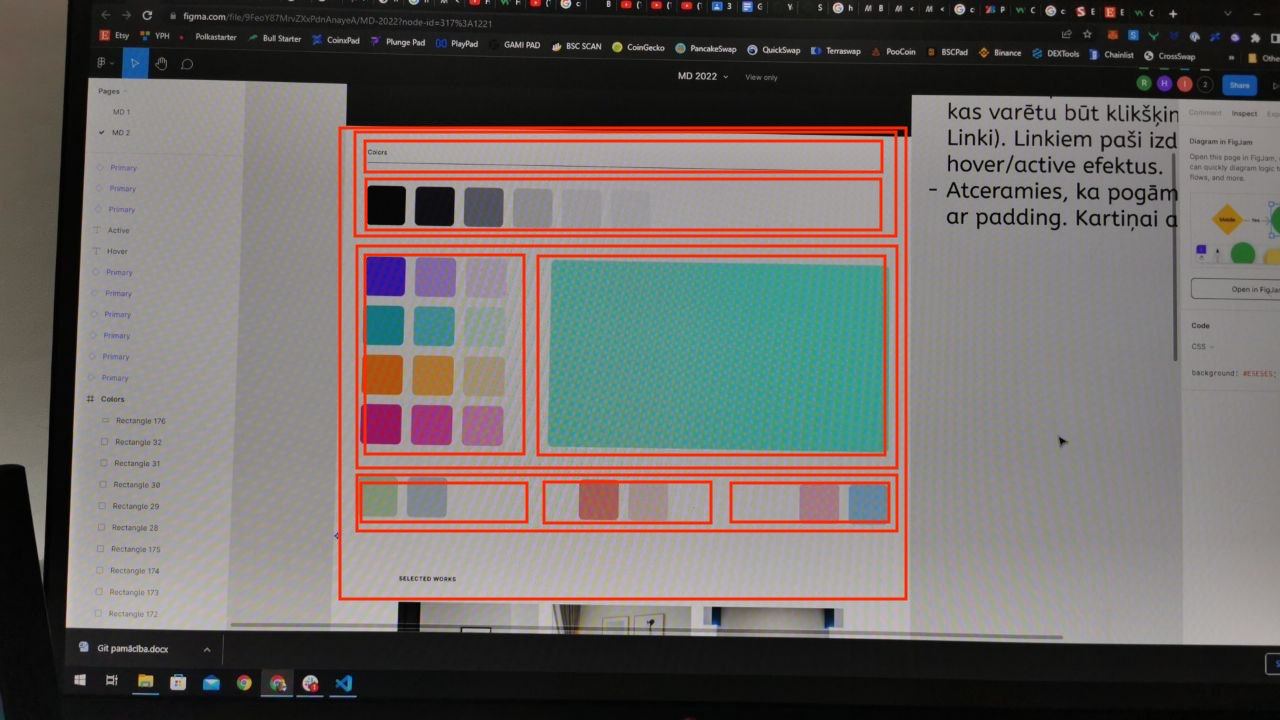 figma.com/file/9FeoY87MrvZXxPdnAnayeA/MD-2022?node-id=317%3A1221
Etsy YPH Polkastarter Bull Starter CoinxPad Plunge Pad PlayPad GAMI PAD BSC SCAN CoinGecko PancakeSwap QuickSwap Terraswap PooCoin BSCPad Binance DEXTools Chainlist CrossSwap
MD 2022 View only
R H I 2 Share
Pages
MD 1
MD 2
Primary
Primary
Primary
Active
Hover
Primary
Primary
Primary
Primary
Primary
Primary
Colors
Rectangle 176
Rectangle 32
Rectangle 31
Rectangle 30
Rectangle 29
Rectangle 28
Rectangle 175
Rectangle 174
Rectangle 173
Rectangle 172
Colors
SELECTED WORKS
kas varētu būt klikšķin
Linki). Linkiem paši izd
hover/active efektus.
- Atceramies, ka pogām
ar padding. Kartiņai a
Comment Inspect
Diagram in FigJam
Open this page in FigJam,
can quickly diagram logic
flows, and more.
Yes
Open in FigJam
Code
CSS
background: #E5E5E5;
Git pamāciba.docx